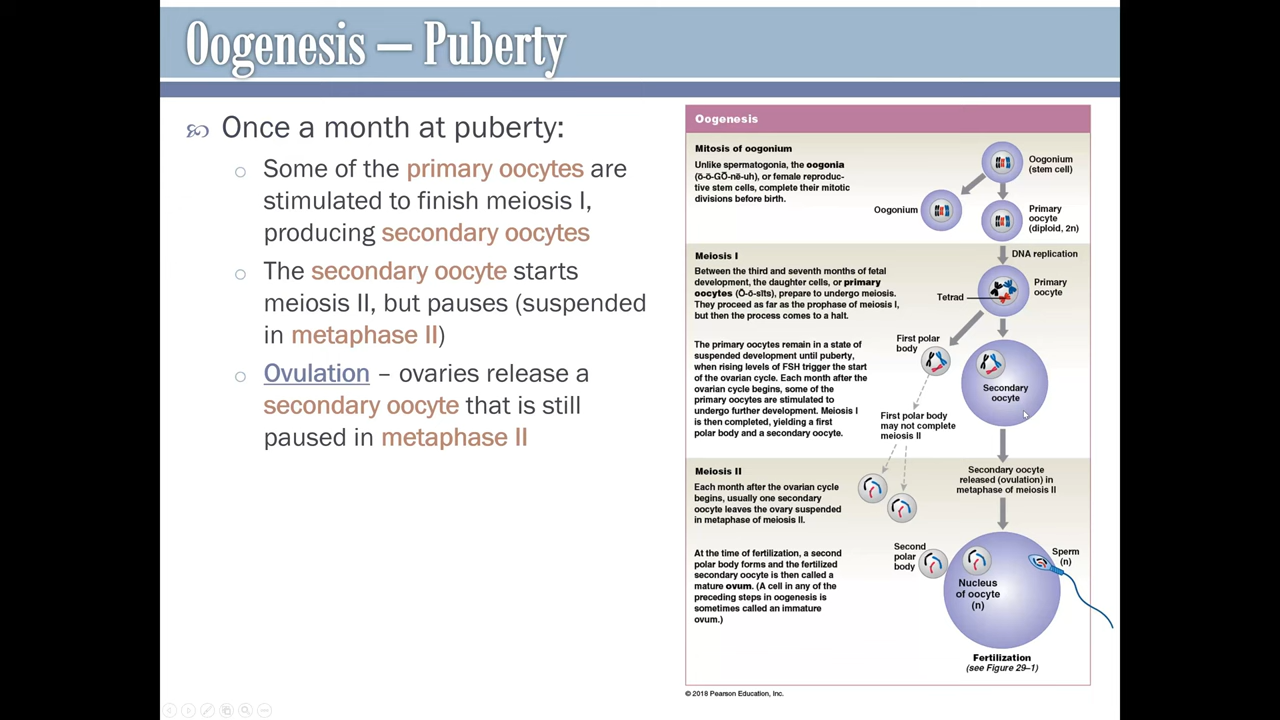 Oogenesis — Puberty
Once a month at puberty:
Some of the primary oocytes are
stimulated to finish meiosis I,
producing secondary oocytes
The secondary oocyte starts
meiosis II, but pauses (suspended
in metaphase II)
Ovulation – ovaries release a
secondary oocyte that is still
paused in metaphase II
Oogenesis
Mitosis of oogonium
Unlike spermatogonia, the oogonia
(ō-ō-GŌ-nē-uh), or female reproduc-
tive stem cells, complete their mitotic
divisions before birth.
Oogonium
(stem cell)
Oogonium
Primary
oocyte
(diploid, 2n)
Meiosis I
Between the third and seventh months of fetal
development, the daughter cells, or primary
oocytes (Ō-ō-sīts), prepare to undergo meiosis.
They proceed as far as the prophase of meiosis I,
but then the process comes to a halt.
DNA replication
Primary
oocyte
Tetrad
The primary oocytes remain in a state of
suspended development until puberty,
when rising levels of FSH trigger the start
of the ovarian cycle. Each month after the
ovarian cycle begins, some of the
primary oocytes are stimulated to
undergo further development. Meiosis I
is then completed, yielding a first
polar body and a secondary oocyte.
First polar
body
Secondary
oocyte
First polar body
may not complete
meiosis II
Meiosis II
Each month after the ovarian cycle
begins, usually one secondary
oocyte leaves the ovary suspended
in metaphase of meiosis II.
Secondary oocyte
released (ovulation) in
metaphase of meiosis II
At the time of fertilization, a second
polar body forms and the fertilized
secondary oocyte is then called a
mature ovum. (A cell in any of the
preceding steps in oogenesis is
sometimes called an immature
ovum.)
Second
polar
body
Nucleus
of oocyte
(n)
Sperm
(n)
Fertilization
(see Figure 29–1)
© 2018 Pearson Education, Inc.